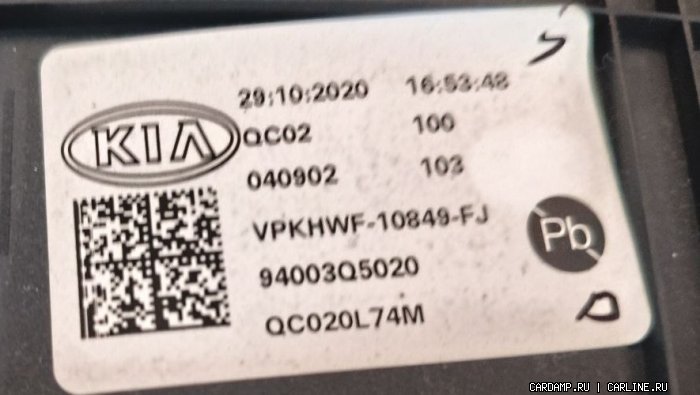 29:10:2020 16:53:48
KIA QC02 100
040902 103
VPKHWF-10849-FJ
Pb
94003Q5020
QC020L74M
CARDAMP.RU | CARLINE.RU